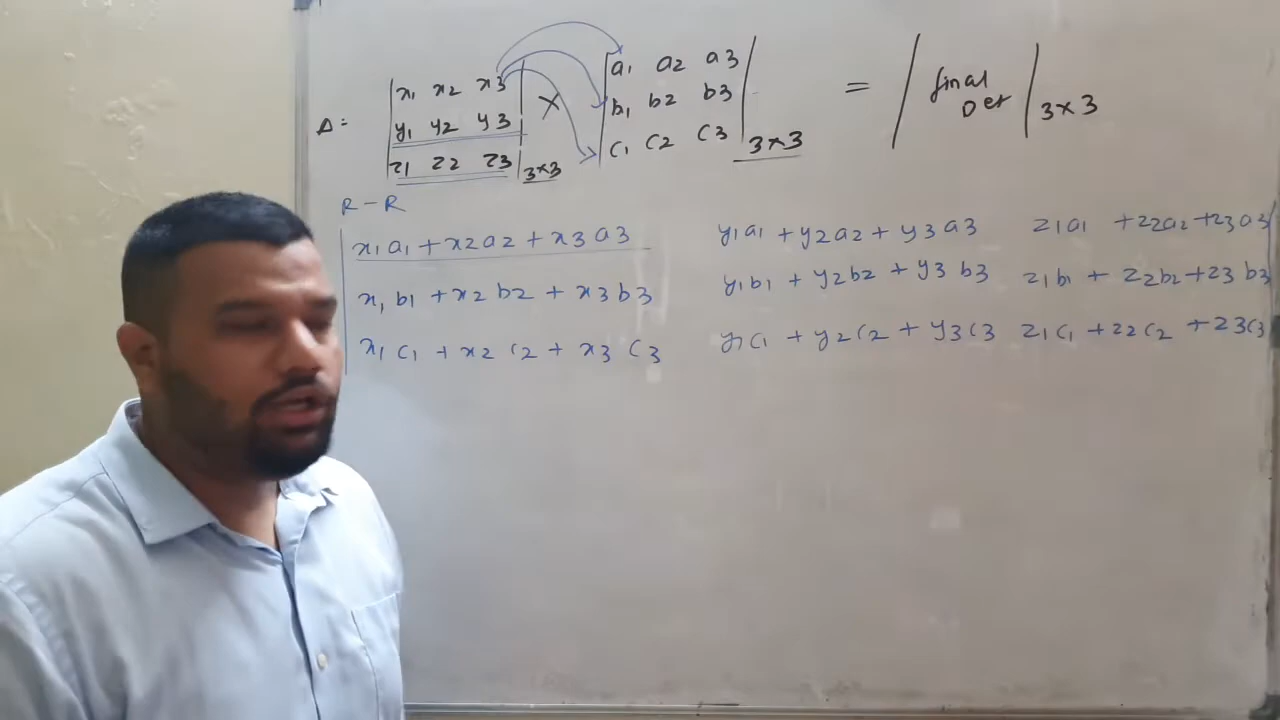 Δ = | x1 x2 x3 | × | a1 a2 a3 | = | final
| y1 y2 y3 | | b1 b2 b3 | Det | 3×3
| z1 z2 z3 | 3×3 | c1 c2 c3 | 3×3
R - R
x1a1 + x2a2 + x3a3 y1a1 + y2a2 + y3a3 z1a1 + z2a2 + z3a3
x1b1 + x2b2 + x3b3 y1b1 + y2b2 + y3b3 z1b1 + z2b2 + z3b3
x1c1 + x2c2 + x3c3 y1c1 + y2c2 + y3c3 z1c1 + z2c2 + z3c3